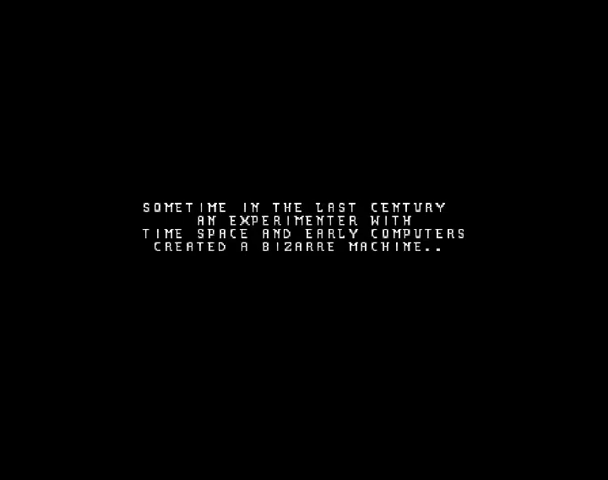 SOMETIME IN THE LAST CENTURY
AN EXPERIMENTER WITH
TIME SPACE AND EARLY COMPUTERS
CREATED A BIZARRE MACHINE..